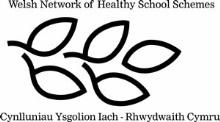 Welsh Network of Healthy School Schemes
Cynlluniau Ysgolion Iach - Rhwydwaith Cymru